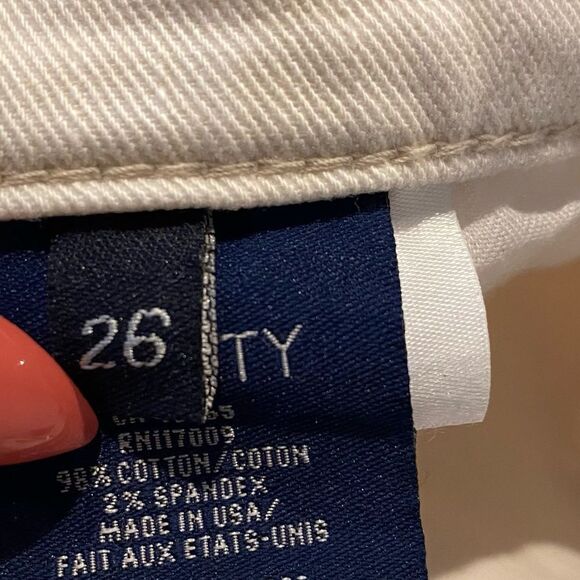 26
TY
RN117009
98% COTTON/COTON
2% SPANDEX
MADE IN USA/
FAIT AUX ETATS-UNIS